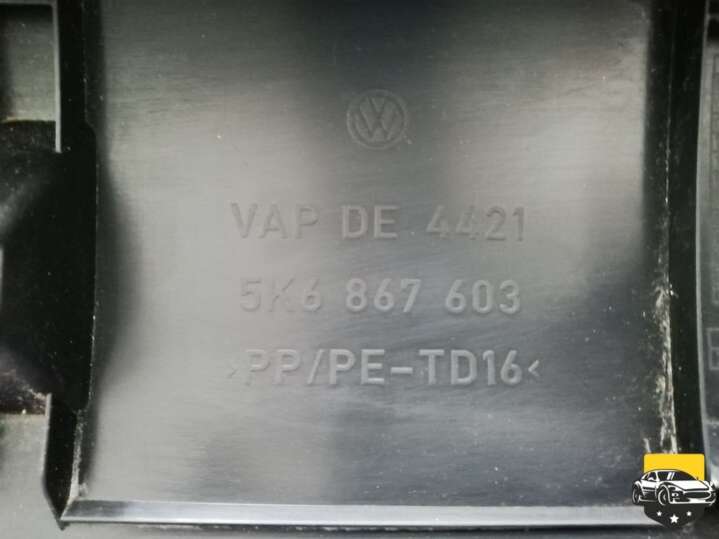 VAP DE 4421
5K6 867 603
>PP/PE-TD16<